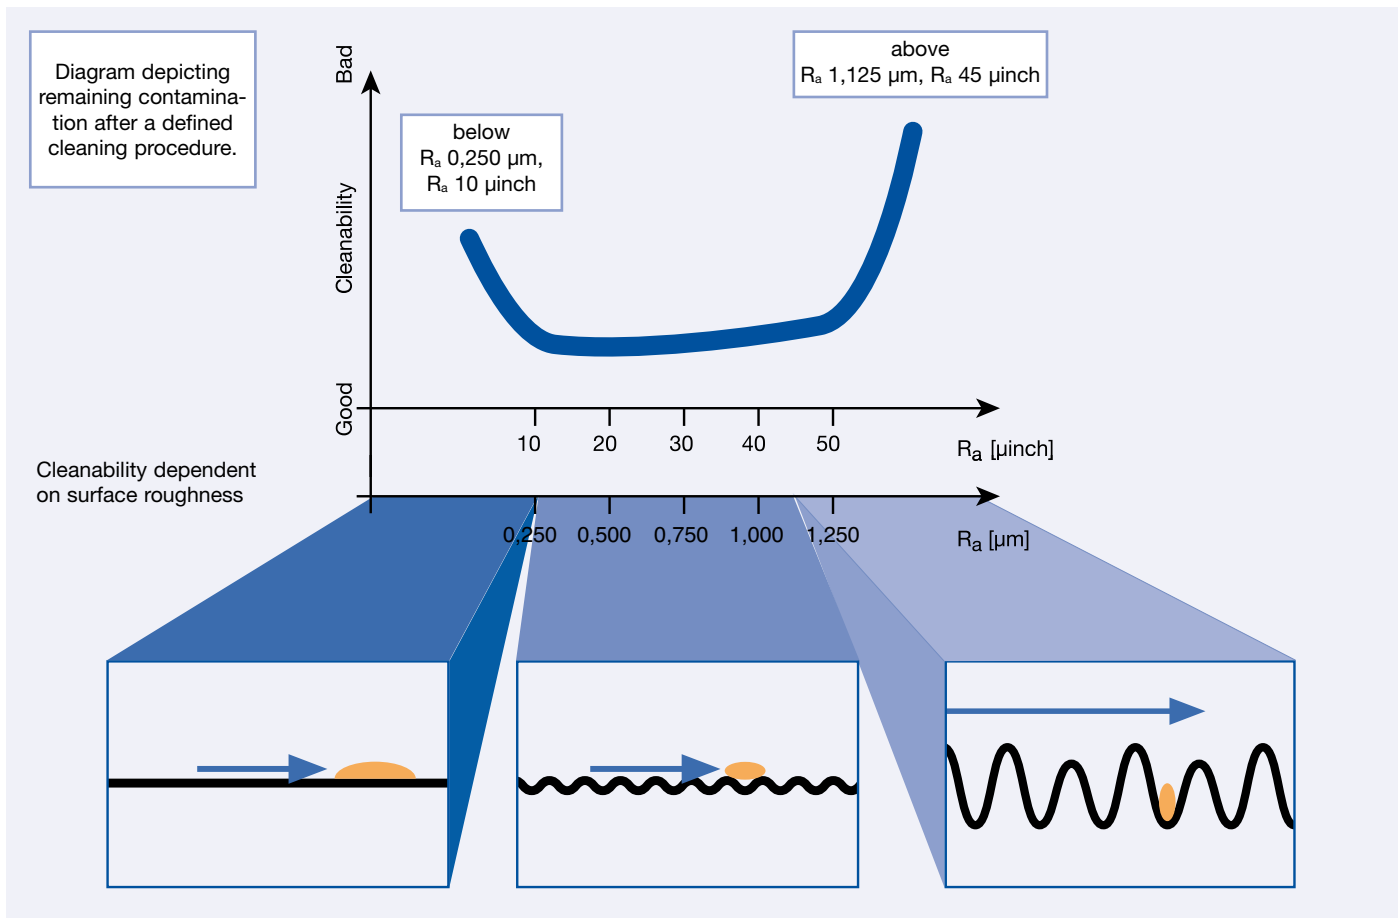 Diagram depicting
remaining contamina-
tion after a defined
cleaning procedure.
Bad
Cleanability
Good
below
Ra 0,250 µm,
Ra 10 µinch
above
Ra 1,125 µm, Ra 45 µinch
10 20 30 40 50
Ra [µinch]
Cleanability dependent
on surface roughness
0,250 0,500 0,750 1,000 1,250
Ra [µm]